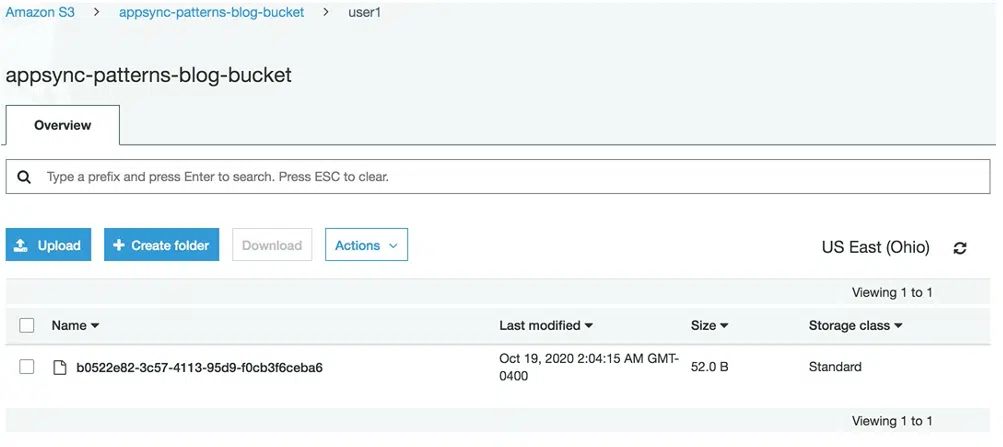 Amazon S3 > appsync-patterns-blog-bucket > user1
appsync-patterns-blog-bucket
Overview
Type a prefix and press Enter to search. Press ESC to clear.
Upload + Create folder Download Actions US East (Ohio)
Viewing 1 to 1
Name Last modified Size Storage class
b0522e82-3c57-4113-95d9-f0cb3f6ceba6 Oct 19, 2020 2:04:15 AM GMT- 52.0 B Standard
0400
Viewing 1 to 1